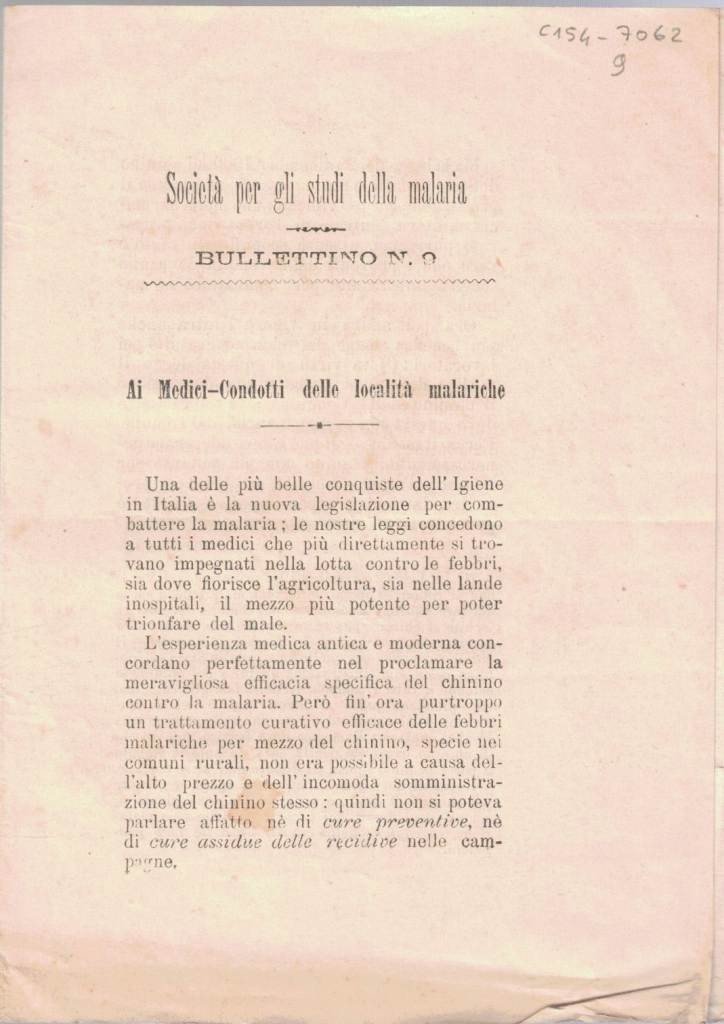 C154-7062
9
Società per gli studi della malaria
BULLETTINO N. 9
Ai Medici-Condotti delle località malariche
Una delle più belle conquiste dell' Igiene
in Italia è la nuova legislazione per com-
battere la malaria ; le nostre leggi concedono
a tutti i medici che più direttamente si tro-
vano impegnati nella lotta contro le febbri,
sia dove fiorisce l'agricoltura, sia nelle lande
inospitali, il mezzo più potente per poter
trionfare del male.
L'esperienza medica antica e moderna con-
cordano perfettamente nel proclamare la
meravigliosa efficacia specifica del chinino
contro la malaria. Però fin' ora purtroppo
un trattamento curativo efficace delle febbri
malariche per mezzo del chinino, specie nei
comuni rurali, non era possibile a causa del-
l'alto prezzo e dell' incomoda somministra-
zione del chinino stesso : quindi non si poteva
parlare affatto nè di cure preventive, nè
di cure assidue delle recidive nelle cam-
pagne.